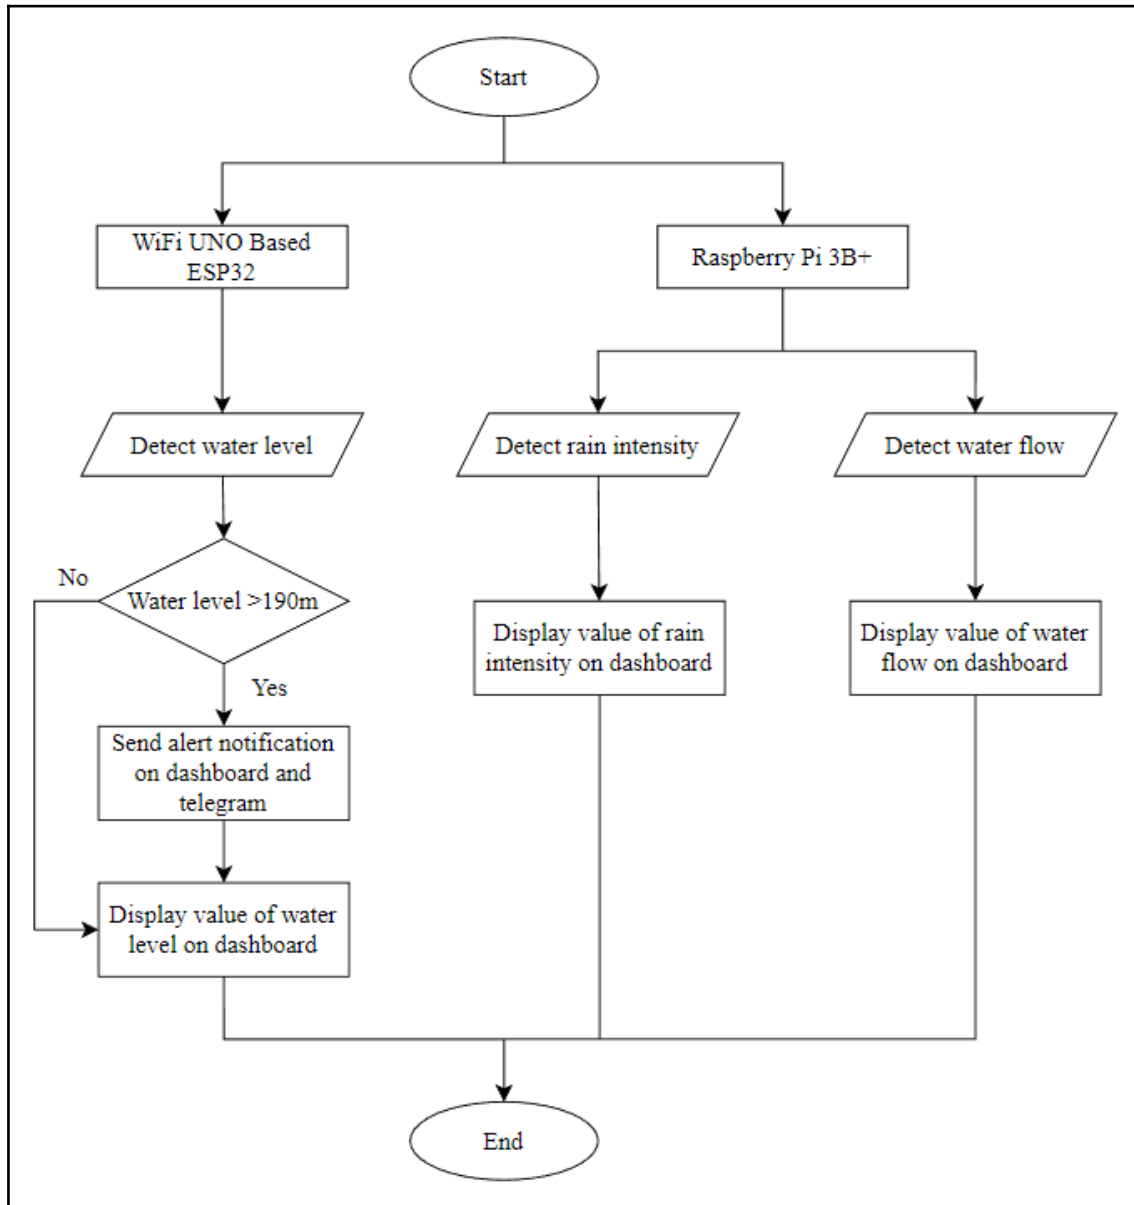 Start
WiFi UNO Based
ESP32
Raspberry Pi 3B+
Detect water level
Detect rain intensity
Detect water flow
No
Water level >190m
Yes
Display value of rain
intensity on dashboard
Display value of water
flow on dashboard
Send alert notification
on dashboard and
telegram
Display value of water
level on dashboard
End